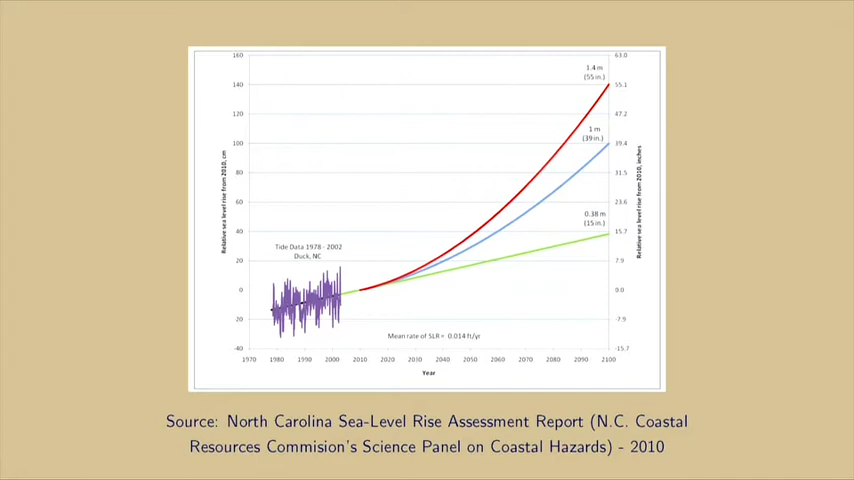 160
140
120
100
80
60
40
20
0
-20
-40
Relative sea level rise from 2010, cm
63.0
55.1
47.2
39.4
31.5
23.6
15.7
7.9
0.0
-7.9
-15.7
Relative sea level rise from 2010, inches
1.4 m
(55 in.)
1 m
(39 in.)
0.38 m
(15 in.)
Tide Data 1978 - 2002
Duck, NC
Mean rate of SLR = 0.014 ft/yr
1970 1980 1990 2000 2010 2020 2030 2040 2050 2060 2070 2080 2090 2100
Year
Source: North Carolina Sea-Level Rise Assessment Report (N.C. Coastal
Resources Commision's Science Panel on Coastal Hazards) - 2010